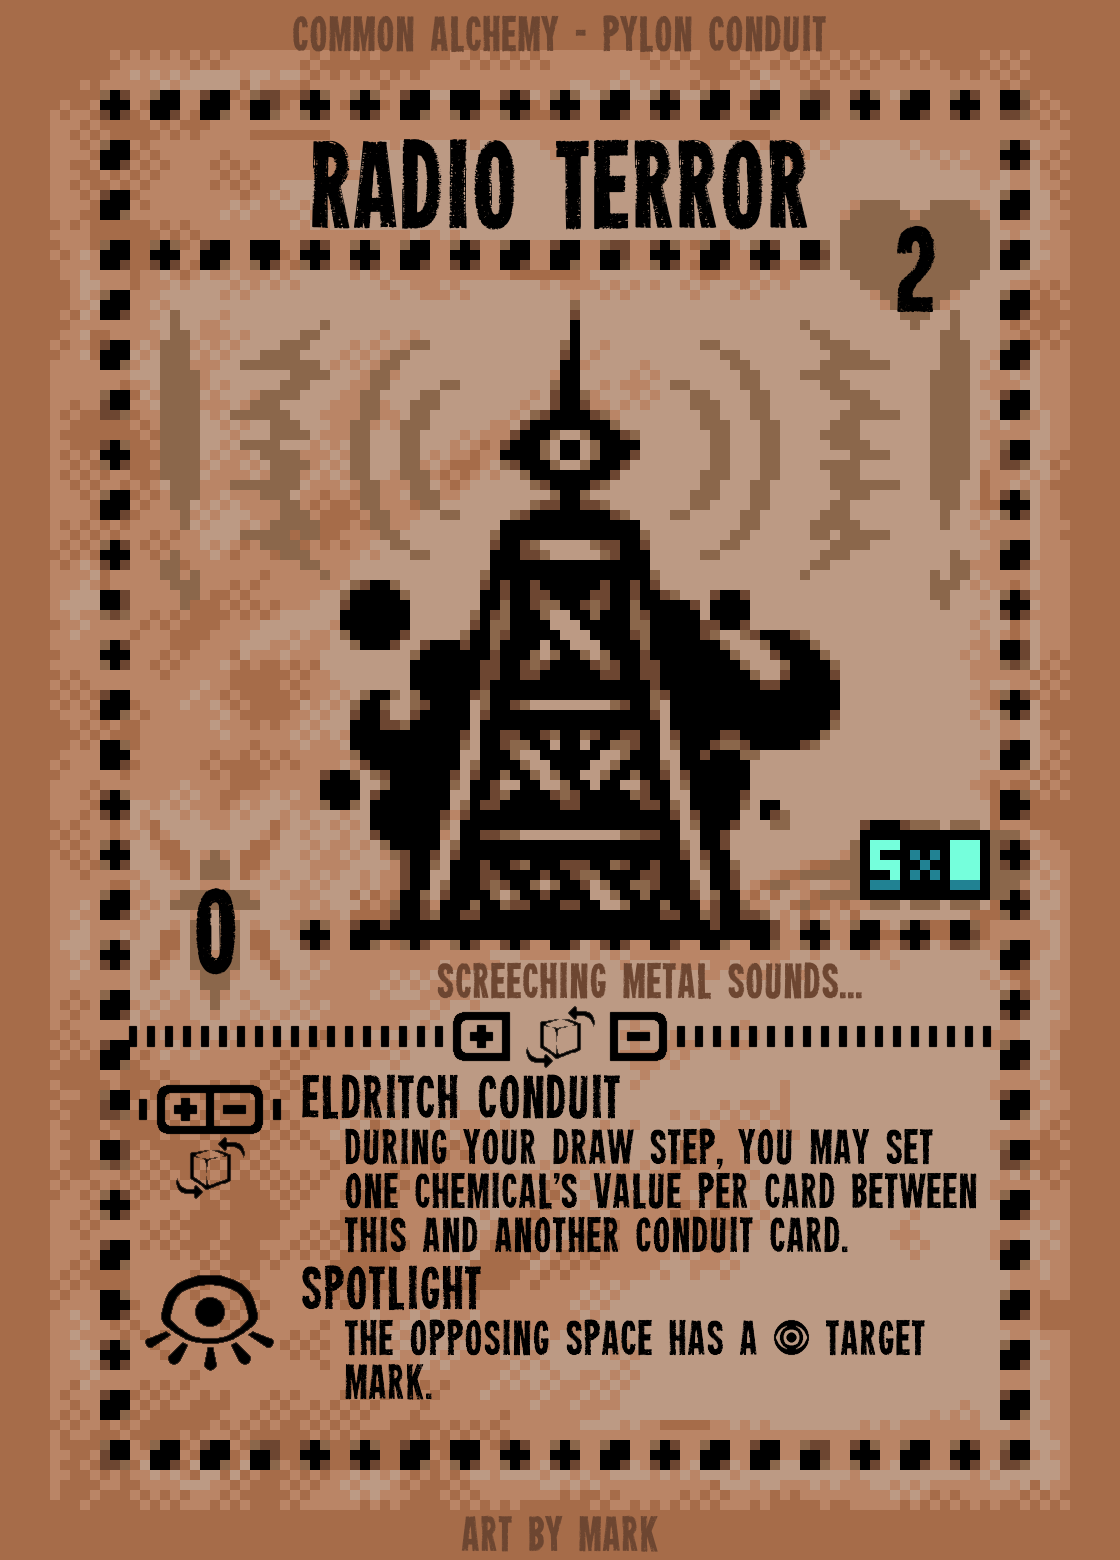 COMMON ALCHEMY - PYLON CONDUIT
RADIO TERROR
2
5x
0
SCREECHING METAL SOUNDS...
ELDRITCH CONDUIT
DURING YOUR DRAW STEP, YOU MAY SET
ONE CHEMICAL'S VALUE PER CARD BETWEEN
THIS AND ANOTHER CONDUIT CARD.
SPOTLIGHT
THE OPPOSING SPACE HAS A TARGET
MARK.
ART BY MARK